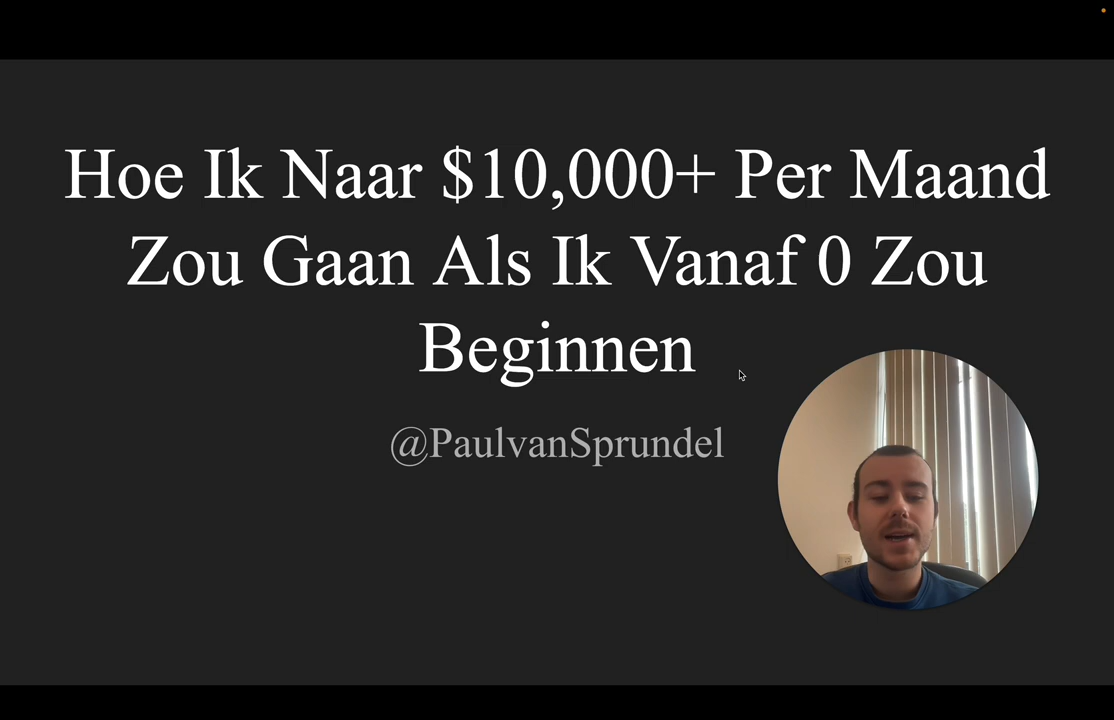 Hoe Ik Naar $10,000+ Per Maand
Zou Gaan Als Ik Vanaf 0 Zou
Beginnen
@PaulvanSprundel